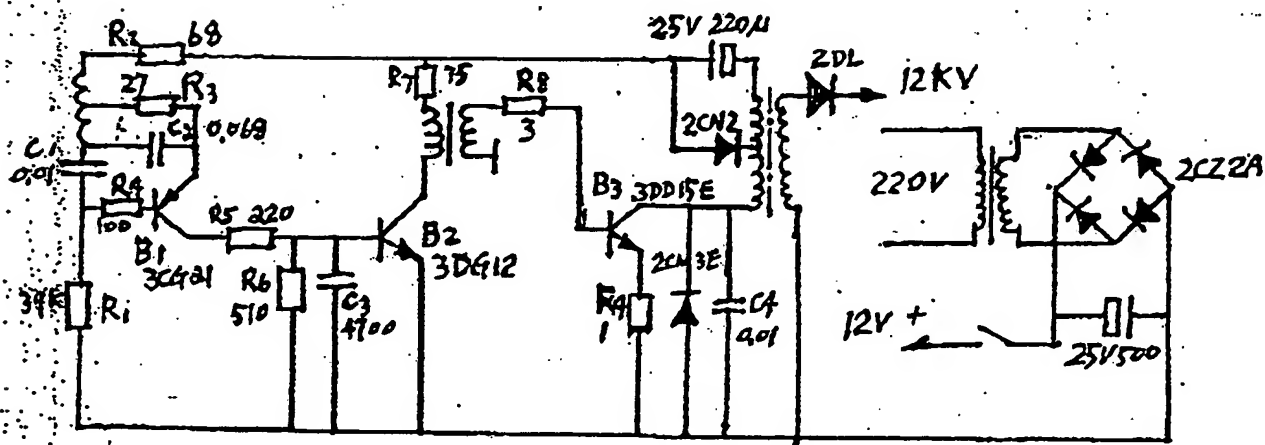 R2 68
25V 220μ
2DL
12KV
R7 75
R8
3
27 R3
C2 0.068
C1
0.01
2CN2
R4
100
220V
2CZ2A
B3 3DD15E
R5 220
B1
3CG21
B2
3DG12
R6
510
C3
4700
2CN3E
39K R1
R4
1
C4
0.01
12V +
25V500